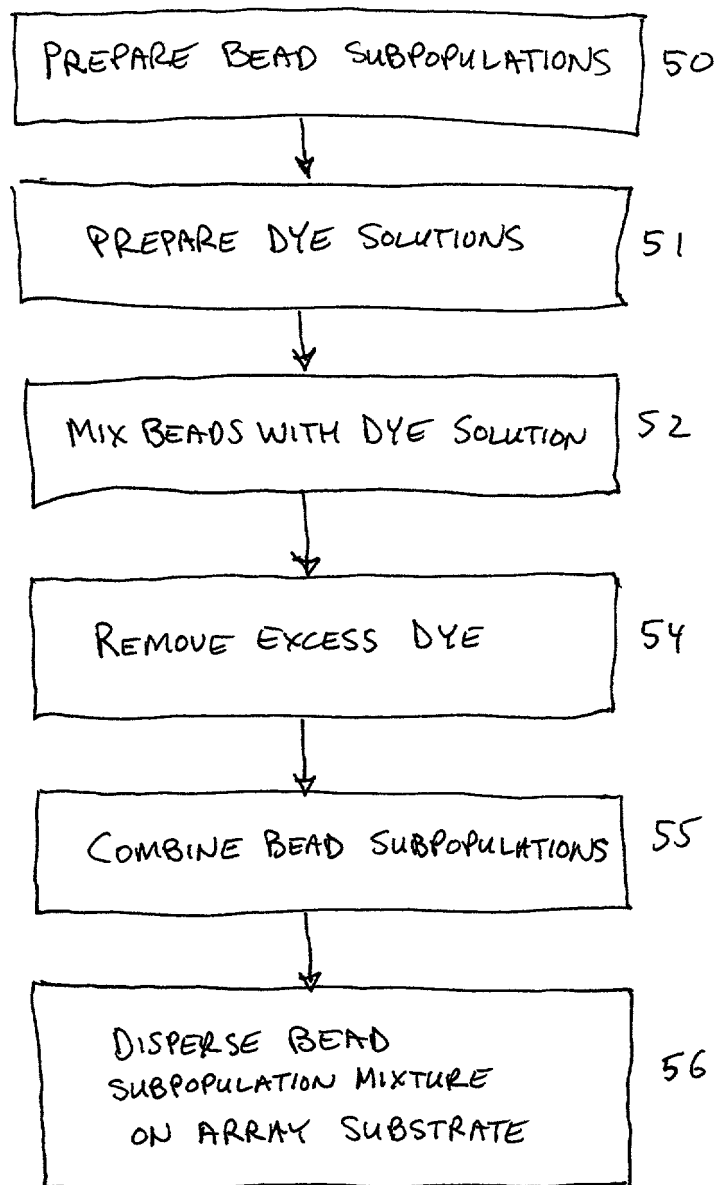 PREPARE BEAD SUBPOPULATIONS 50
PREPARE DYE SOLUTIONS 51
MIX BEADS WITH DYE SOLUTION 52
REMOVE EXCESS DYE 54
COMBINE BEAD SUBPOPULATIONS 55
DISPERSE BEAD
SUBPOPULATION MIXTURE 56
ON ARRAY SUBSTRATE